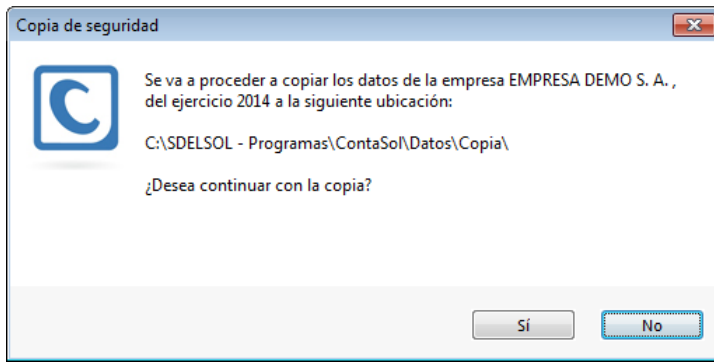 Copia de seguridad
C
Se va a proceder a copiar los datos de la empresa EMPRESA DEMO S. A. ,
del ejercicio 2014 a la siguiente ubicación:
C:\SDELSOL - Programas\ContaSol\Datos\Copia\
¿Desea continuar con la copia?
Sí
No